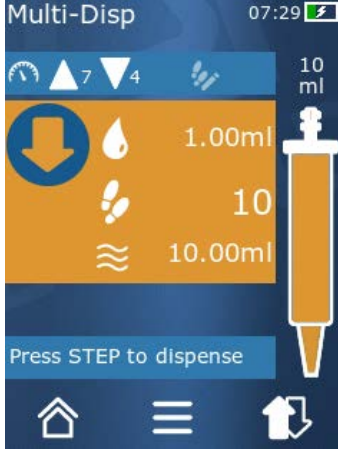 Multi-Disp 07:29
7 4
10
ml
1.00ml
10
10.00ml
Press STEP to dispense